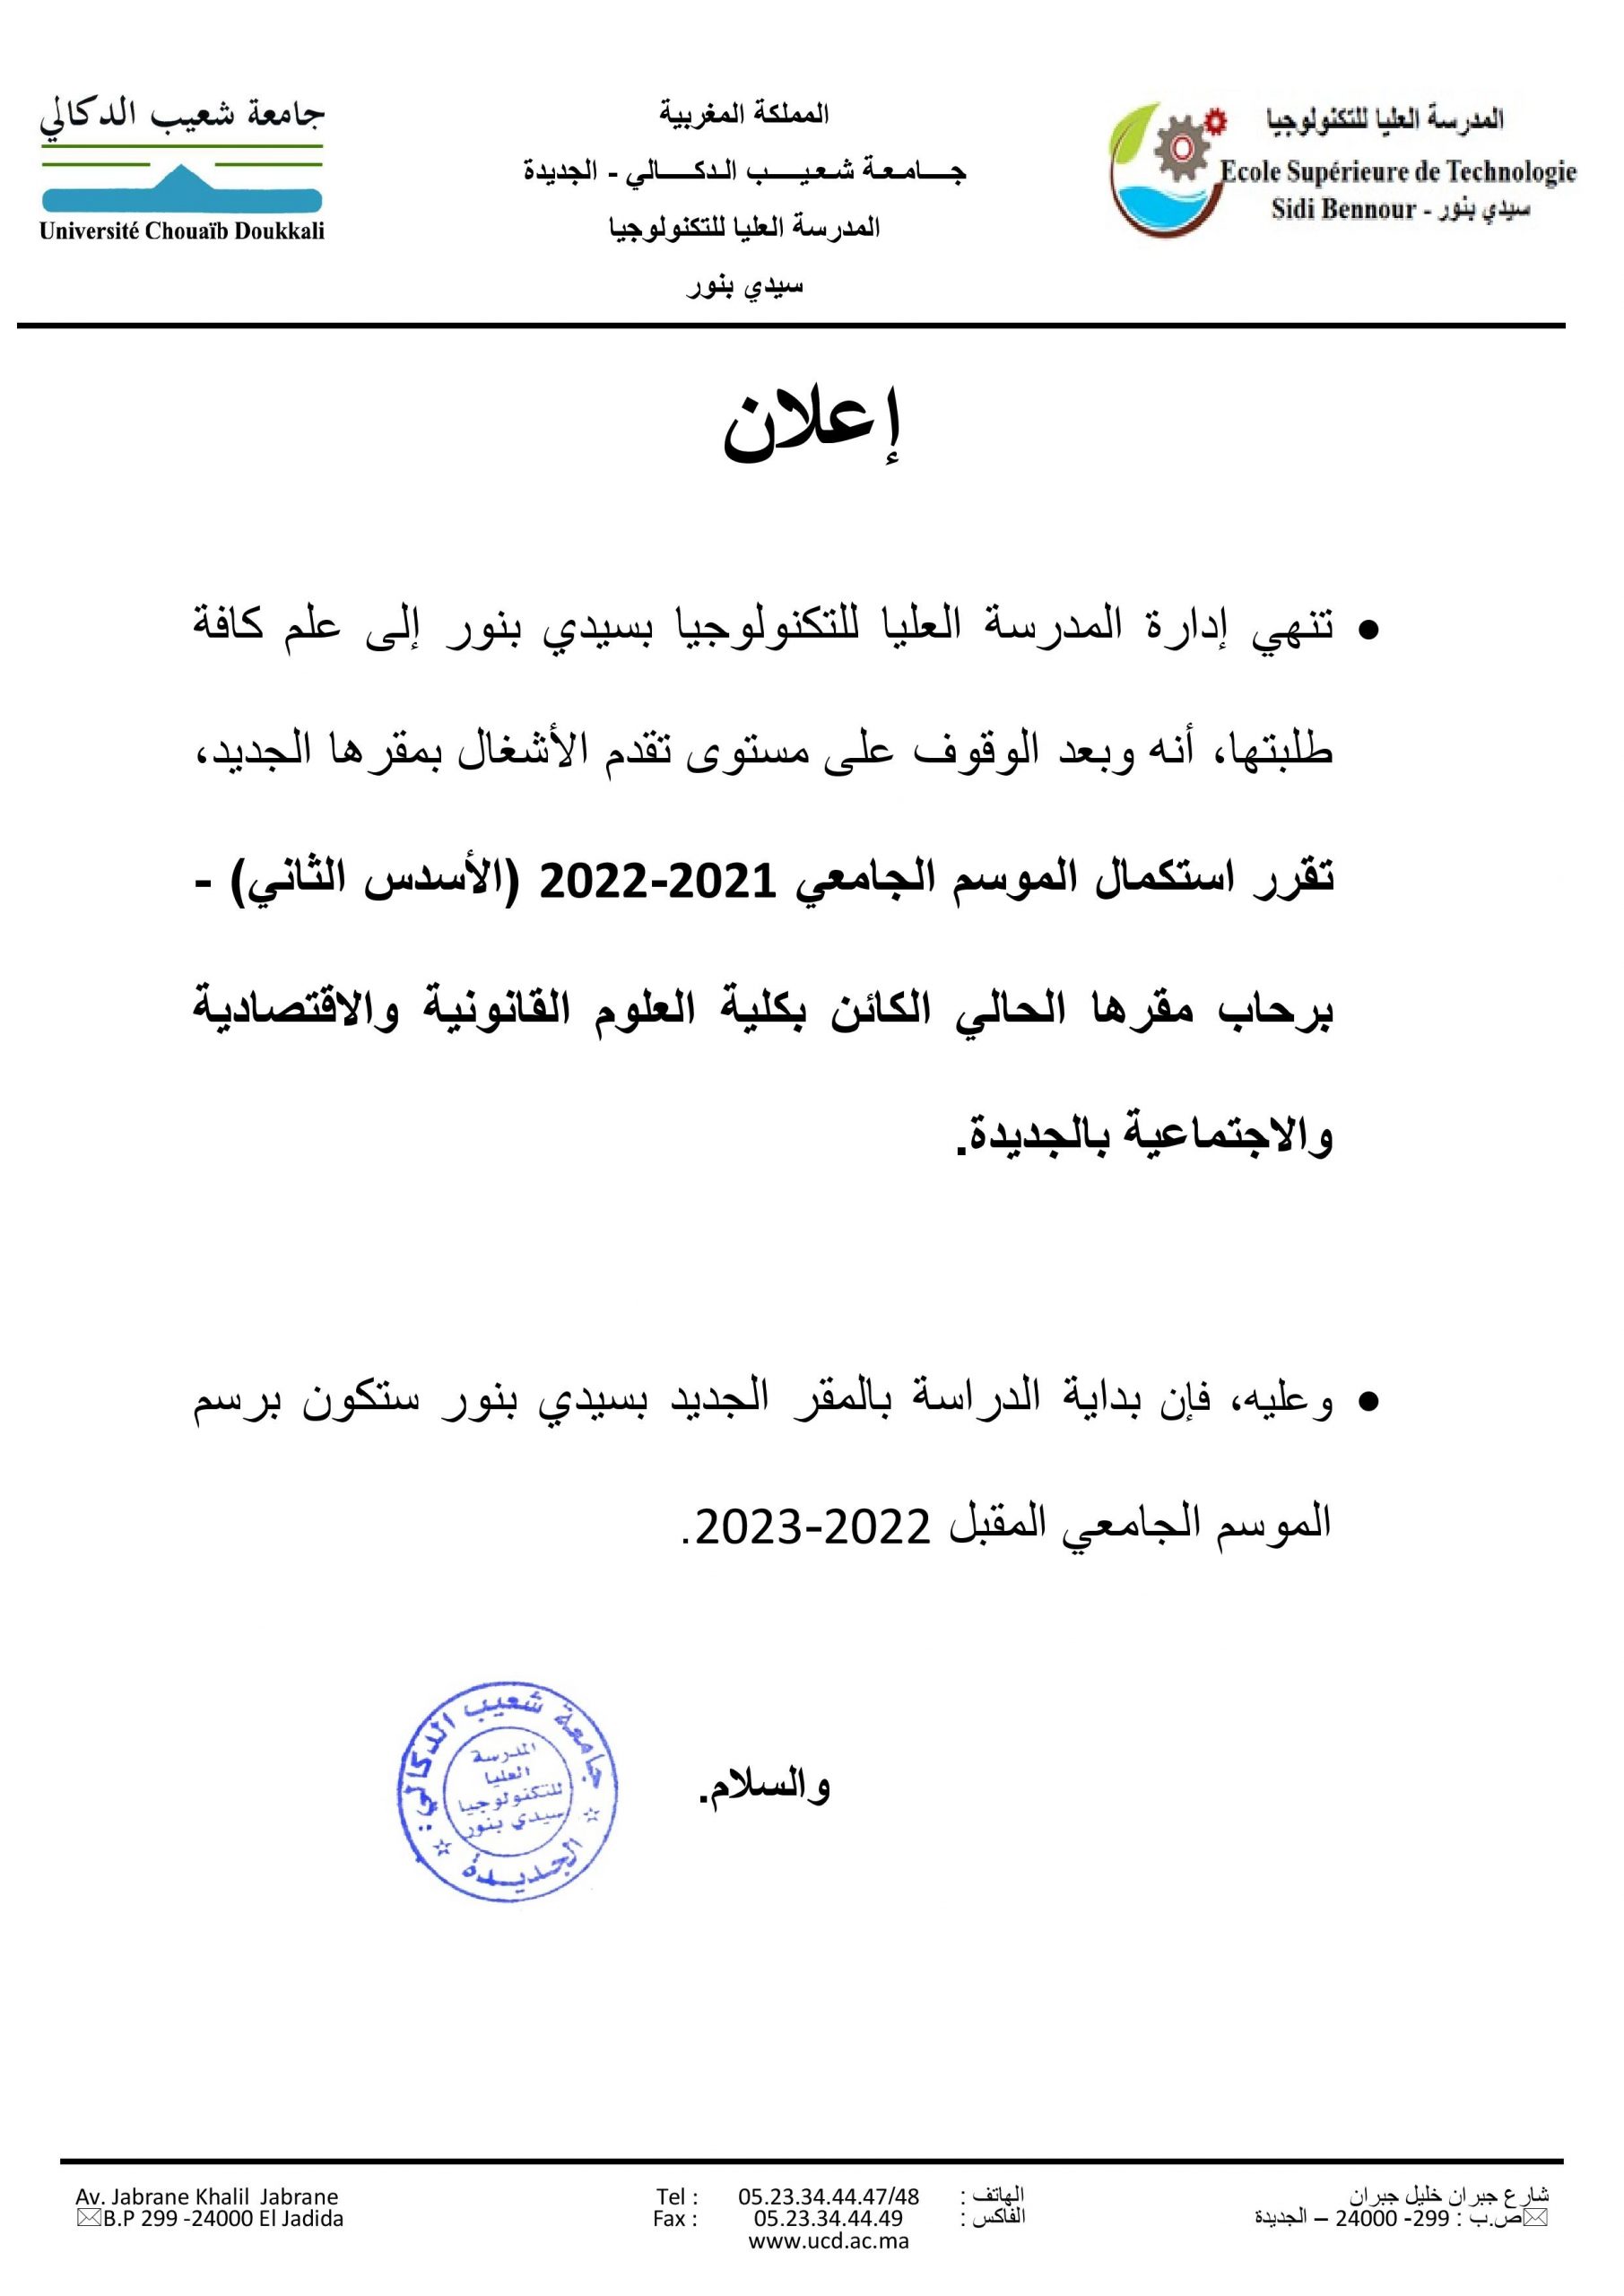 جامعة شعيب الدكالي
Université Chouaïb Doukkali
المملكة المغربية
جـــامـعـة شـعـيــــب الـدكــــالي - الجديدة
المدرسة العليا للتكنولوجيا
سيدي بنور
المدرسة العليا للتكنولوجيا
Ecole Supérieure de Technologie
Sidi Bennour - سيدي بنور
إعلان
• تنهي إدارة المدرسة العليا للتكنولوجيا بسيدي بنور إلى علم كافة
طلبتها، أنه وبعد الوقوف على مستوى تقدم الأشغال بمقرها الجديد،
تقرر استكمال الموسم الجامعي 2021-2022 (الأسدس الثاني) -
برحاب مقرها الحالي الكائن بكلية العلوم القانونية والاقتصادية
والاجتماعية بالجديدة.
• وعليه، فإن بداية الدراسة بالمقر الجديد بسيدي بنور ستكون برسم
الموسم الجامعي المقبل 2022-2023.
والسلام.
جامعة شعيب الدكالي:
المدرسة
العليا
للتكنولوجيا
سيدي بنور
الجديدة
Av. Jabrane Khalil Jabrane
B.P 299 -24000 El Jadida
Tel : 05.23.34.44.47/48 الهاتف :
Fax : 05.23.34.44.49 الفاكس :
www.ucd.ac.ma
شارع جبران خليل جبران
ص.ب : 299- 24000 – الجديدة